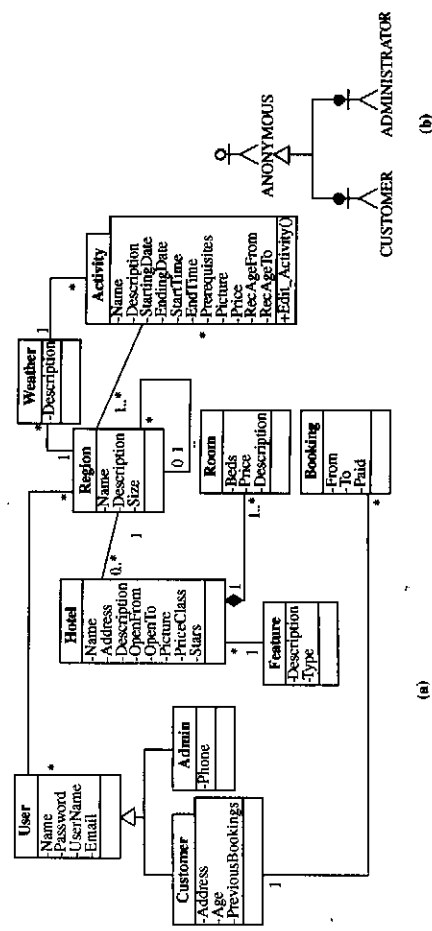 User
-Name
-Password
-UserName
-Email
*
*
Customer
-Address
-Age
-PreviousBookings
1
Admin
-Phone
Hotel
-Name
-Address
-Description
-OpenFrom
-OpenTo
-Picture
-PriceClass
-Stars
0..*
1
*
1
1
1..*
Feature
-Description
-Type
Region
-Name
-Description
-Size
*
0 1
1
*
1..*
*
Weather
-Description
1
*
Activity
-Name
-Description
-StartingDate
-EndingDate
-StartTime
-EndTime
-Prerequisites
-Picture
-Price
-RecAgeFrom
-RecAgeTo
+Edit_Activity()
Room
-Beds
-Price
-Description
Booking
-From
-To
-Paid
*
(a)
ANONYMOUS
CUSTOMER
ADMINISTRATOR
(b)